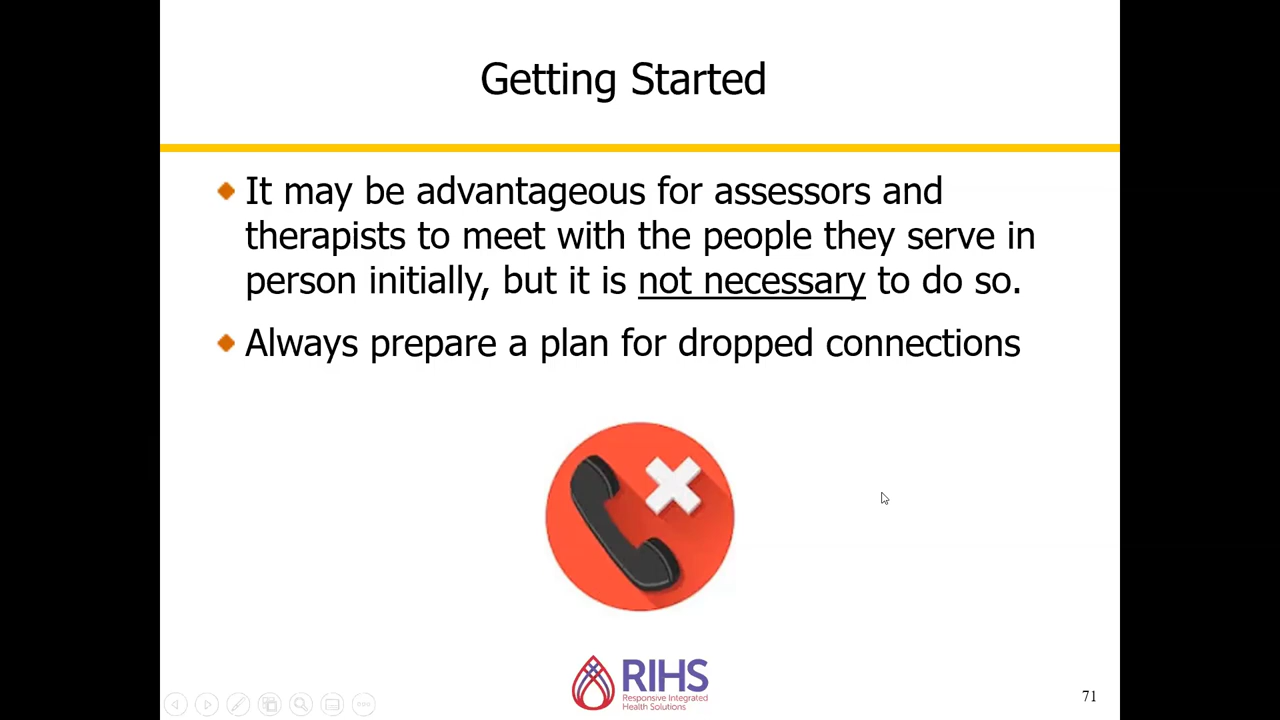 Getting Started
It may be advantageous for assessors and
therapists to meet with the people they serve in
person initially, but it is not necessary to do so.
Always prepare a plan for dropped connections
RIHS
Responsive Integrated
Health Solutions
71